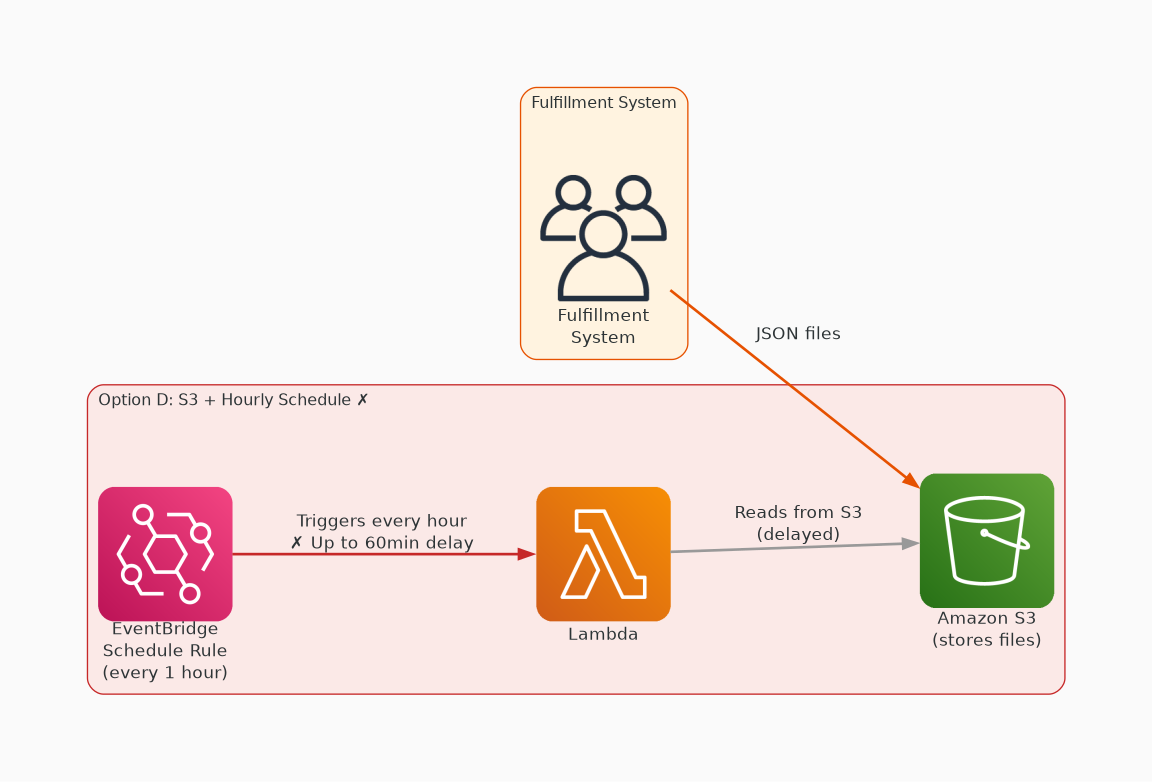 Fulfillment System
Fulfillment
System
JSON files
Option D: S3 + Hourly Schedule ✗
Triggers every hour
✗ Up to 60min delay
Reads from S3
(delayed)
EventBridge
Schedule Rule
(every 1 hour)
Lambda
Amazon S3
(stores files)